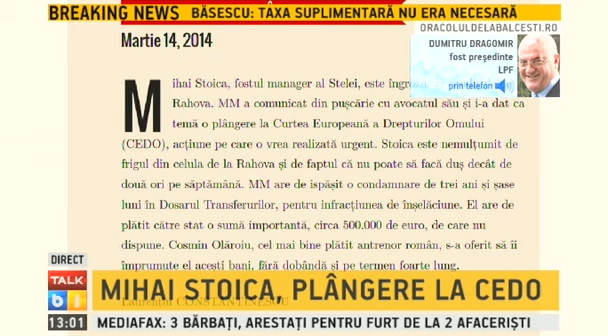 BREAKING NEWS BĂSESCU: TAXA SUPLIMENTARĂ NU ERA NECESARĂ
ORACOLULDELABALCESTI.RO
Martie 14, 2014
DUMITRU DRAGOMIR
fost președinte
LPF
prin telefon
Mihai Stoica, fostul manager al Stelei, este
Rahova. MM a comunicat din pușcărie cu avocatul său și i-a dat ca
temă o plângere la Curtea Europeană a Drepturilor Omului
(CEDO), acțiune pe care o vrea realizată urgent. Stoica este nemulțumit de
frigul din celula de la Rahova și de faptul că nu poate să facă duș decât de
două ori pe săptămână. MM are de ispășit o condamnare de trei ani și șase
luni în Dosarul Transferurilor, pentru infracțiunea de înșelăciune. El are de
plătit către stat o sumă importantă, circa 500.000 de euro, de care nu
dispune. Cosmin Olăroiu, cel mai bine plătit antrenor român, s-a oferit să îi
împrumute el acești bani, fără dobândă și pe termen foarte lung.
Laurențiu CONSTANTINESCU
DIRECT
TALK
b1
MIHAI STOICA, PLÂNGERE LA CEDO
13:01 MEDIAFAX: 3 BĂRBAȚI, ARESTAȚI PENTRU FURT DE LA 2 AFACERIȘTI